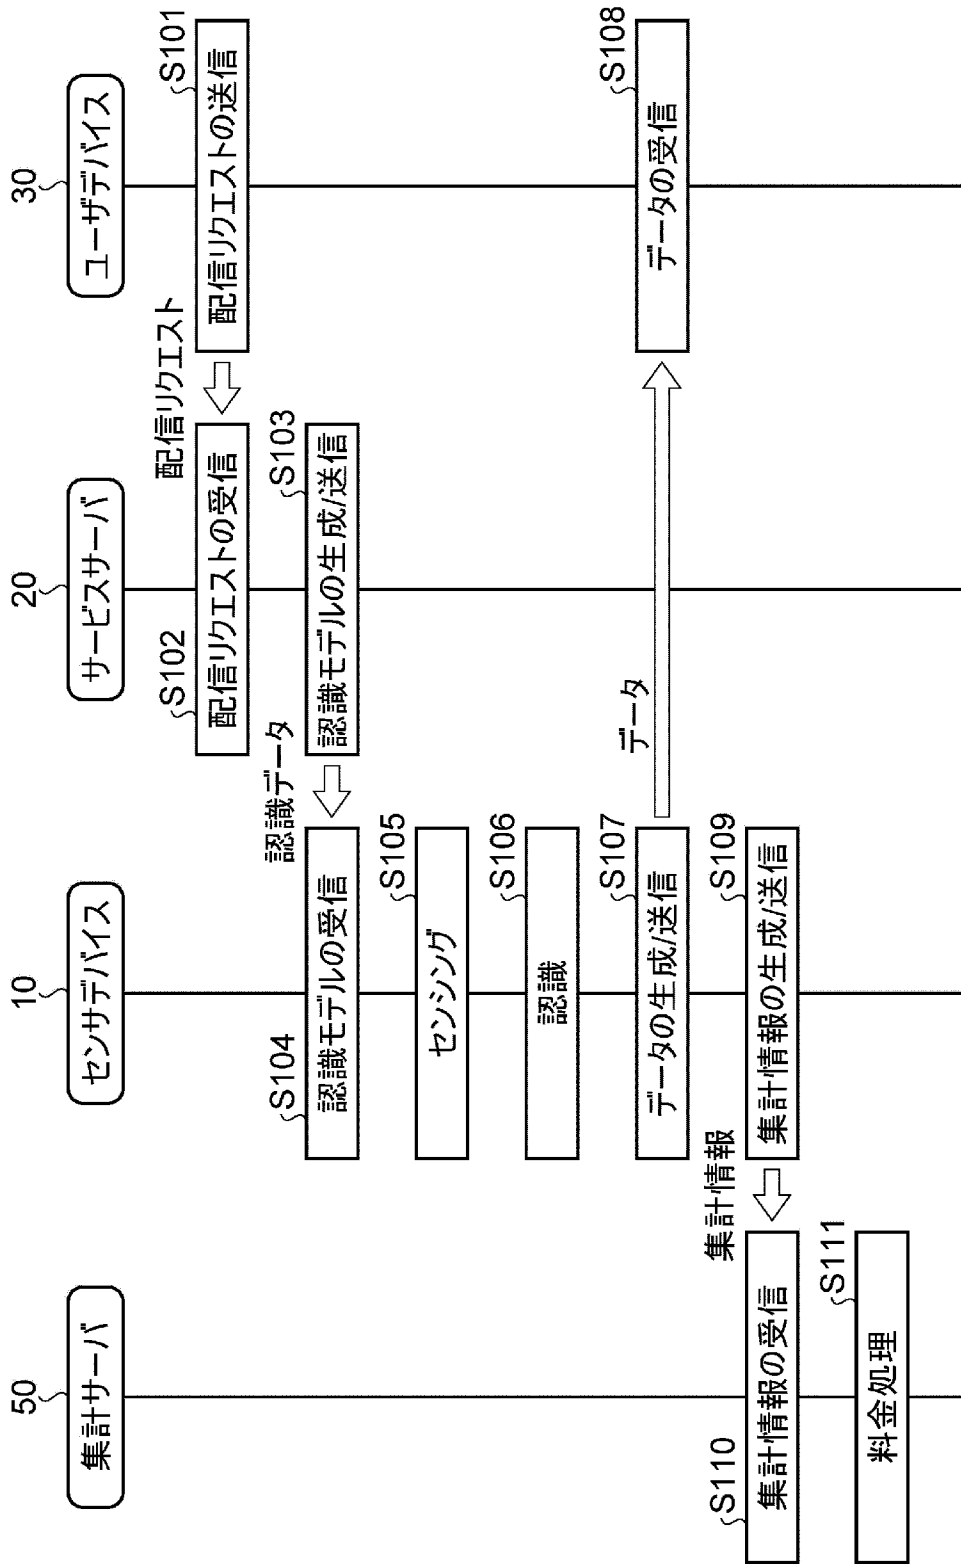 50
集計サーバ
10
センサデバイス
20
サービスサーバ
30
ユーザデバイス
S101
配信リクエストの送信
配信リクエスト
S102
配信リクエストの受信
S103
認識モデルの生成/送信
認識データ
S104
認識モデルの受信
S105
センシング
S106
認識
S107
データの生成/送信
データ
S108
データの受信
S109
集計情報の生成/送信
集計情報
S110
集計情報の受信
S111
料金処理